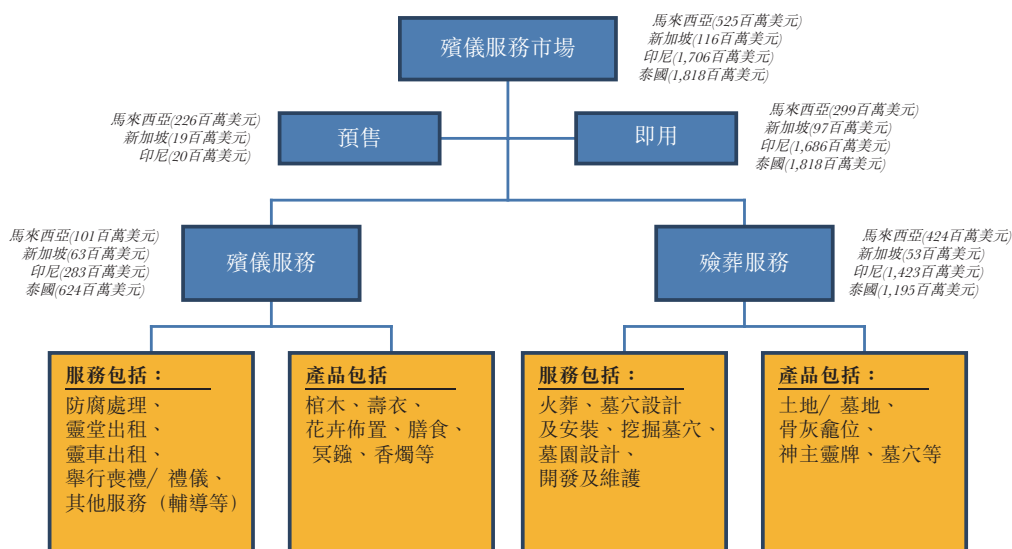 殯儀服務市場
馬來西亞(525百萬美元)
新加坡(116百萬美元)
印尼(1,706百萬美元)
泰國(1,818百萬美元)
馬來西亞(226百萬美元)
新加坡(19百萬美元)
印尼(20百萬美元)
預售
即用
馬來西亞(299百萬美元)
新加坡(97百萬美元)
印尼(1,686百萬美元)
泰國(1,818百萬美元)
馬來西亞(101百萬美元)
新加坡(63百萬美元)
印尼(283百萬美元)
泰國(624百萬美元)
殯儀服務
殮葬服務
馬來西亞(424百萬美元)
新加坡(53百萬美元)
印尼(1,423百萬美元)
泰國(1,195百萬美元)
服務包括：
防腐處理、
靈堂出租、
靈車出租、
舉行喪禮/ 禮儀、
其他服務（輔導等）
產品包括
棺木、壽衣、
花卉佈置、膳食、
冥鏹、香燭等
服務包括：
火葬、墓穴設計
及安裝、挖掘墓穴、
墓園設計、
開發及維護
產品包括：
土地/ 墓地、
骨灰龕位、
神主靈牌、墓穴等